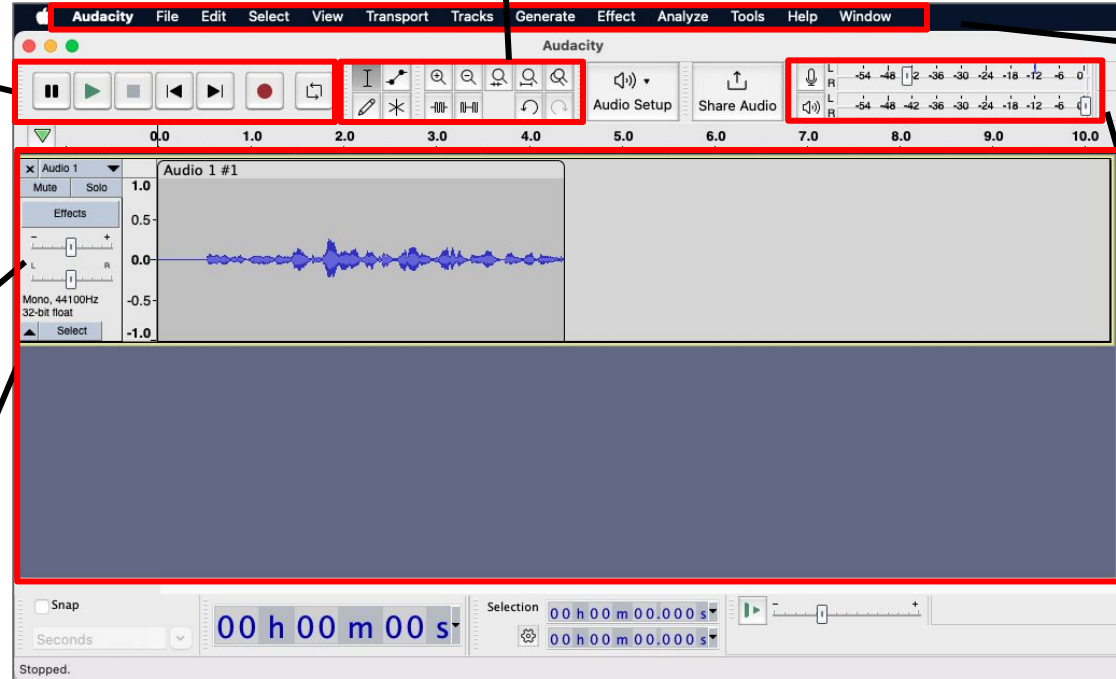 Audacity File Edit Select View Transport Tracks Generate Effect Analyze Tools Help Window
Audacity
Audio Setup
Share Audio
L
R
-54 -48 2 -36 -30 -24 -18 -12 -6 0
L
R
-54 -48 -42 -36 -30 -24 -18 -12 -6
0.0 1.0 2.0 3.0 4.0 5.0 6.0 7.0 8.0 9.0 10.0
Audio 1
Audio 1 #1
Mute Solo
Effects
- +
L R
Mono, 44100Hz
32-bit float
Select
1.0
0.5
0.0
-0.5
-1.0
Snap
Seconds
00 h 00 m 00 s
Selection
00 h 00 m 00.000 s
00 h 00 m 00.000 s
- +
Stopped.